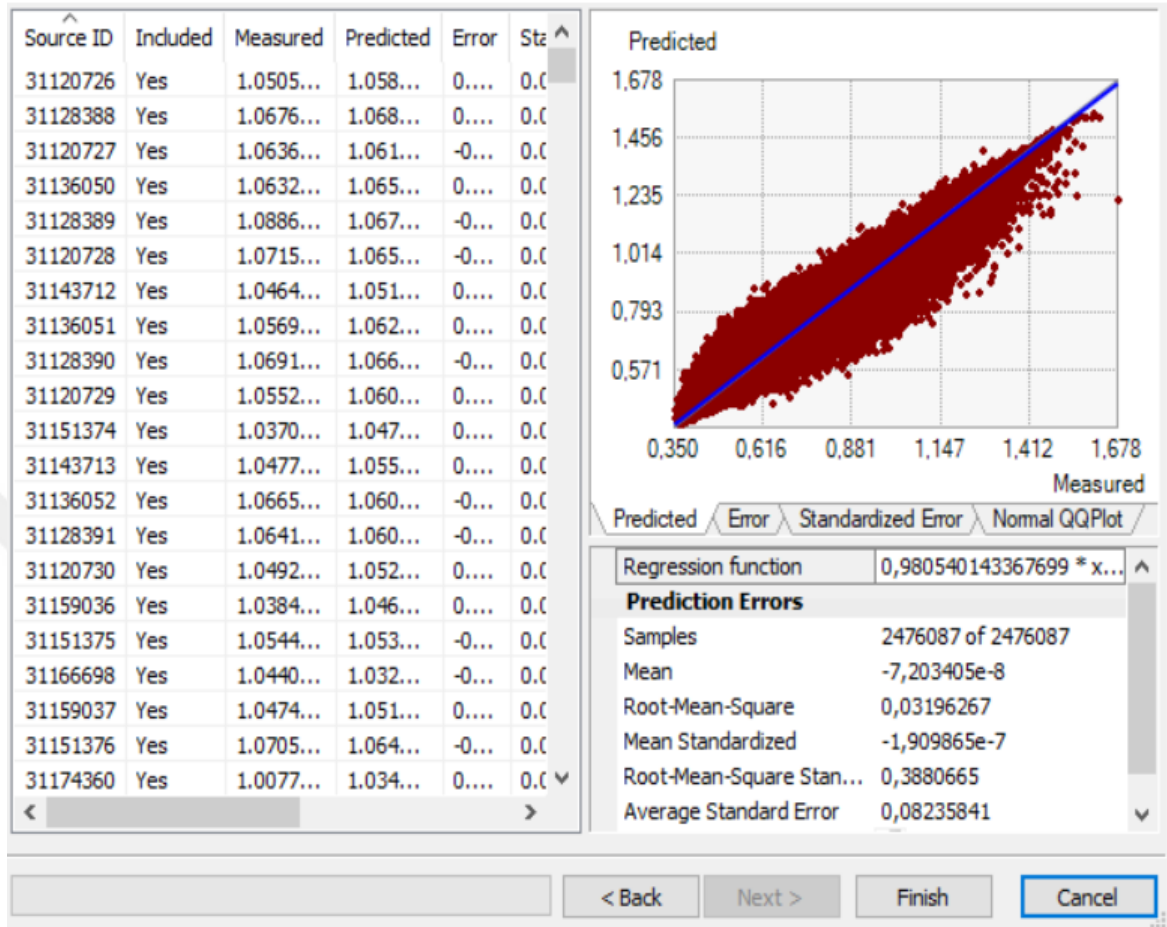 Source ID Included Measured Predicted Error Sta
31120726 Yes 1.0505... 1.058... 0.... 0.0
31128388 Yes 1.0676... 1.068... 0.... 0.0
31120727 Yes 1.0636... 1.061... -0... 0.0
31136050 Yes 1.0632... 1.065... 0.... 0.0
31128389 Yes 1.0886... 1.067... -0... 0.0
31120728 Yes 1.0715... 1.065... -0... 0.0
31143712 Yes 1.0464... 1.051... 0.... 0.0
31136051 Yes 1.0569... 1.062... 0.... 0.0
31128390 Yes 1.0691... 1.066... -0... 0.0
31120729 Yes 1.0552... 1.060... 0.... 0.0
31151374 Yes 1.0370... 1.047... 0.... 0.0
31143713 Yes 1.0477... 1.055... 0.... 0.0
31136052 Yes 1.0665... 1.060... -0... 0.0
31128391 Yes 1.0641... 1.060... -0... 0.0
31120730 Yes 1.0492... 1.052... 0.... 0.0
31159036 Yes 1.0384... 1.046... 0.... 0.0
31151375 Yes 1.0544... 1.053... -0... 0.0
31166698 Yes 1.0440... 1.032... -0... 0.0
31159037 Yes 1.0474... 1.051... 0.... 0.0
31151376 Yes 1.0705... 1.064... -0... 0.0
31174360 Yes 1.0077... 1.034... 0.... 0.0
Predicted
1,678
1,456
1,235
1,014
0,793
0,571
0,350 0,616 0,881 1,147 1,412 1,678
Measured
Predicted Error Standardized Error Normal QQPlot
Regression function 0,980540143367699 * x...
Prediction Errors
Samples 2476087 of 2476087
Mean -7,203405e-8
Root-Mean-Square 0,03196267
Mean Standardized -1,909865e-7
Root-Mean-Square Stan... 0,3880665
Average Standard Error 0,08235841
< Back Next > Finish Cancel